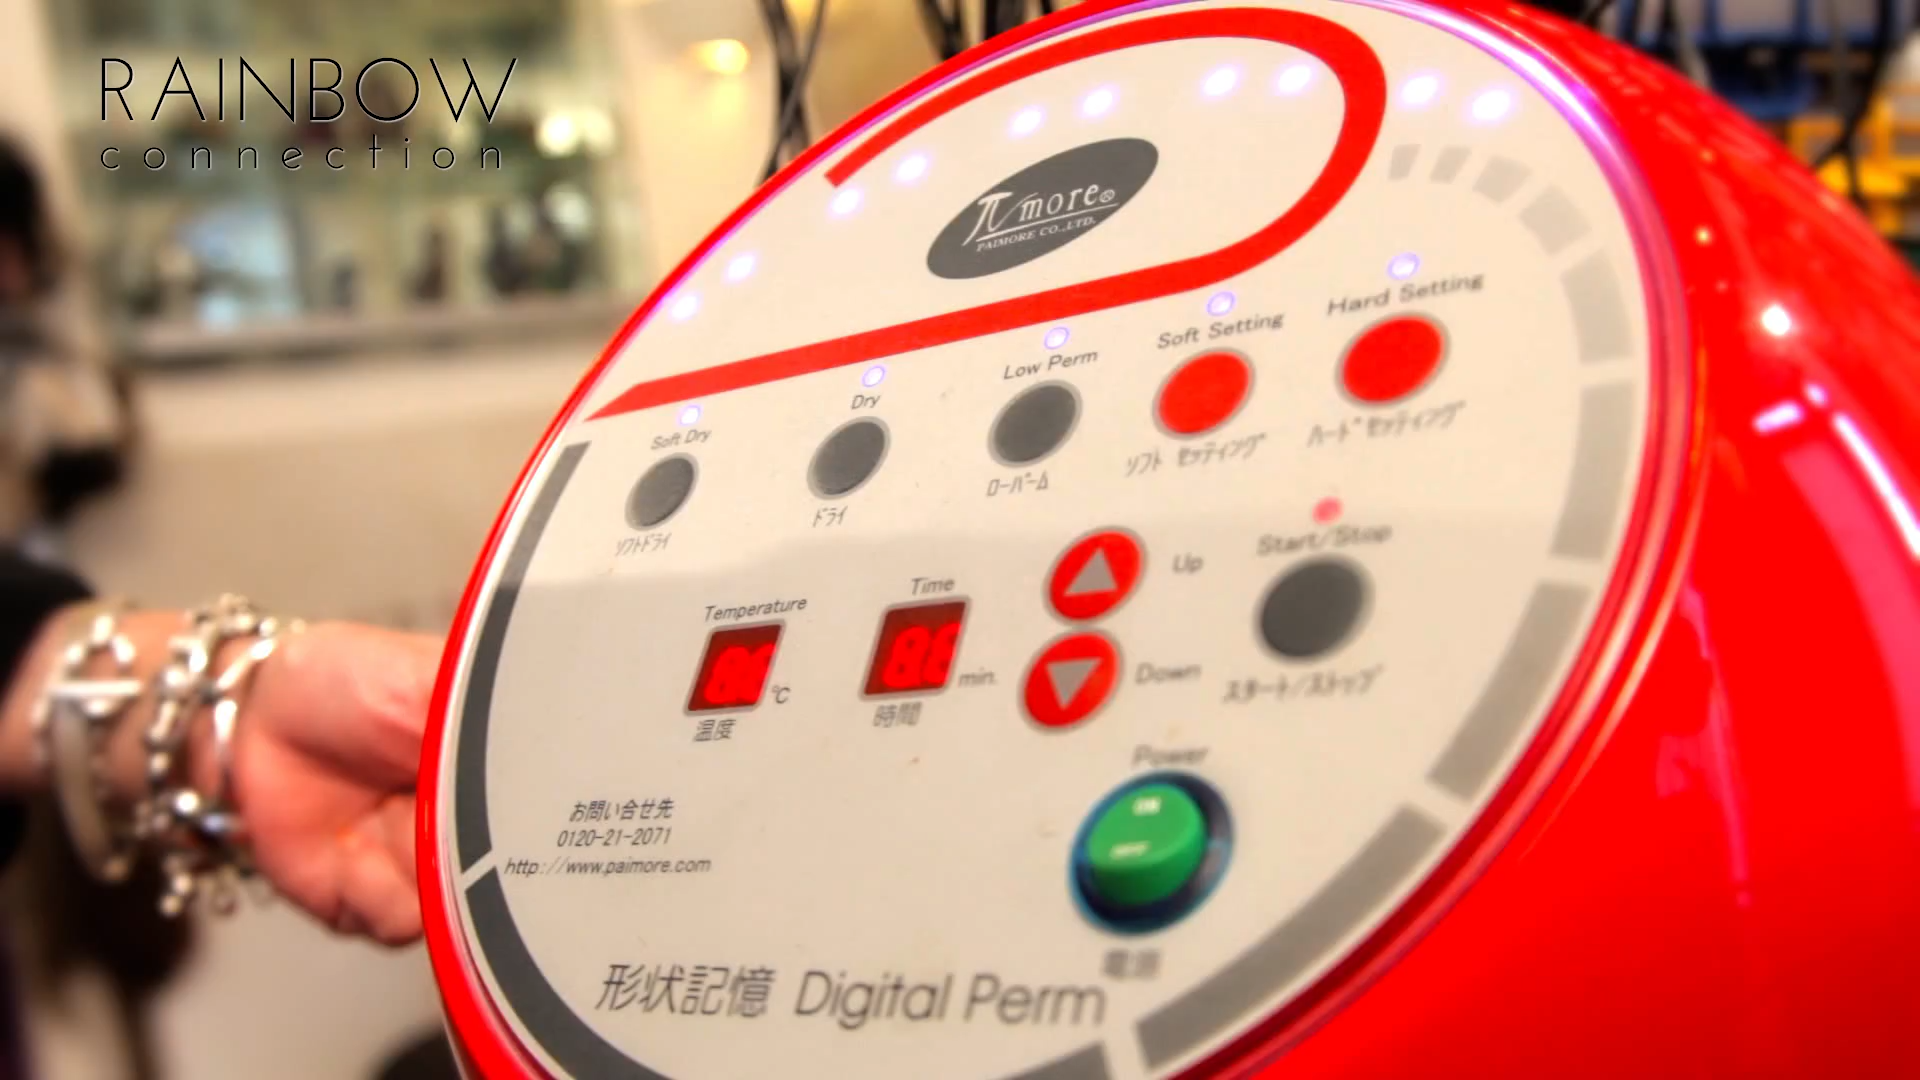 RAINBOW
connection
π more®
PAIMORE CO.,LTD.
Hard Setting
Soft Setting
Low Perm
Dry
Soft Dry
ハードセッティング
ソフト セッティング
ローパーム
ドライ
ソフトドライ
Start/Stop
スタート/ストップ
Up
Down
Time
min.
時間
Temperature
℃
温度
Power
ON
OFF
電源
お問い合せ先
0120-21-2071
http://www.paimore.com
形状記憶 Digital Perm